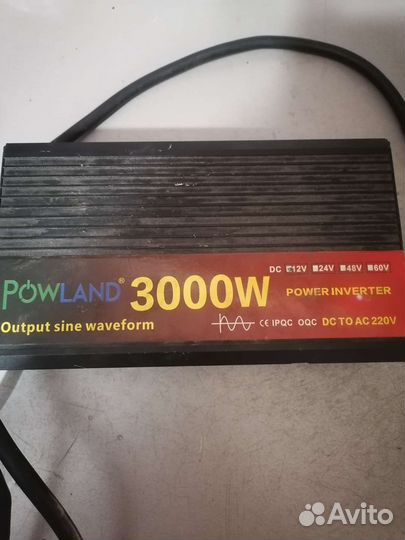 DC ☑12V ■24V ■48V ■60V
POWLAND® 3000W POWER INVERTER
Output sine waveform CE IPQC OQC DC TO AC 220V
Avito